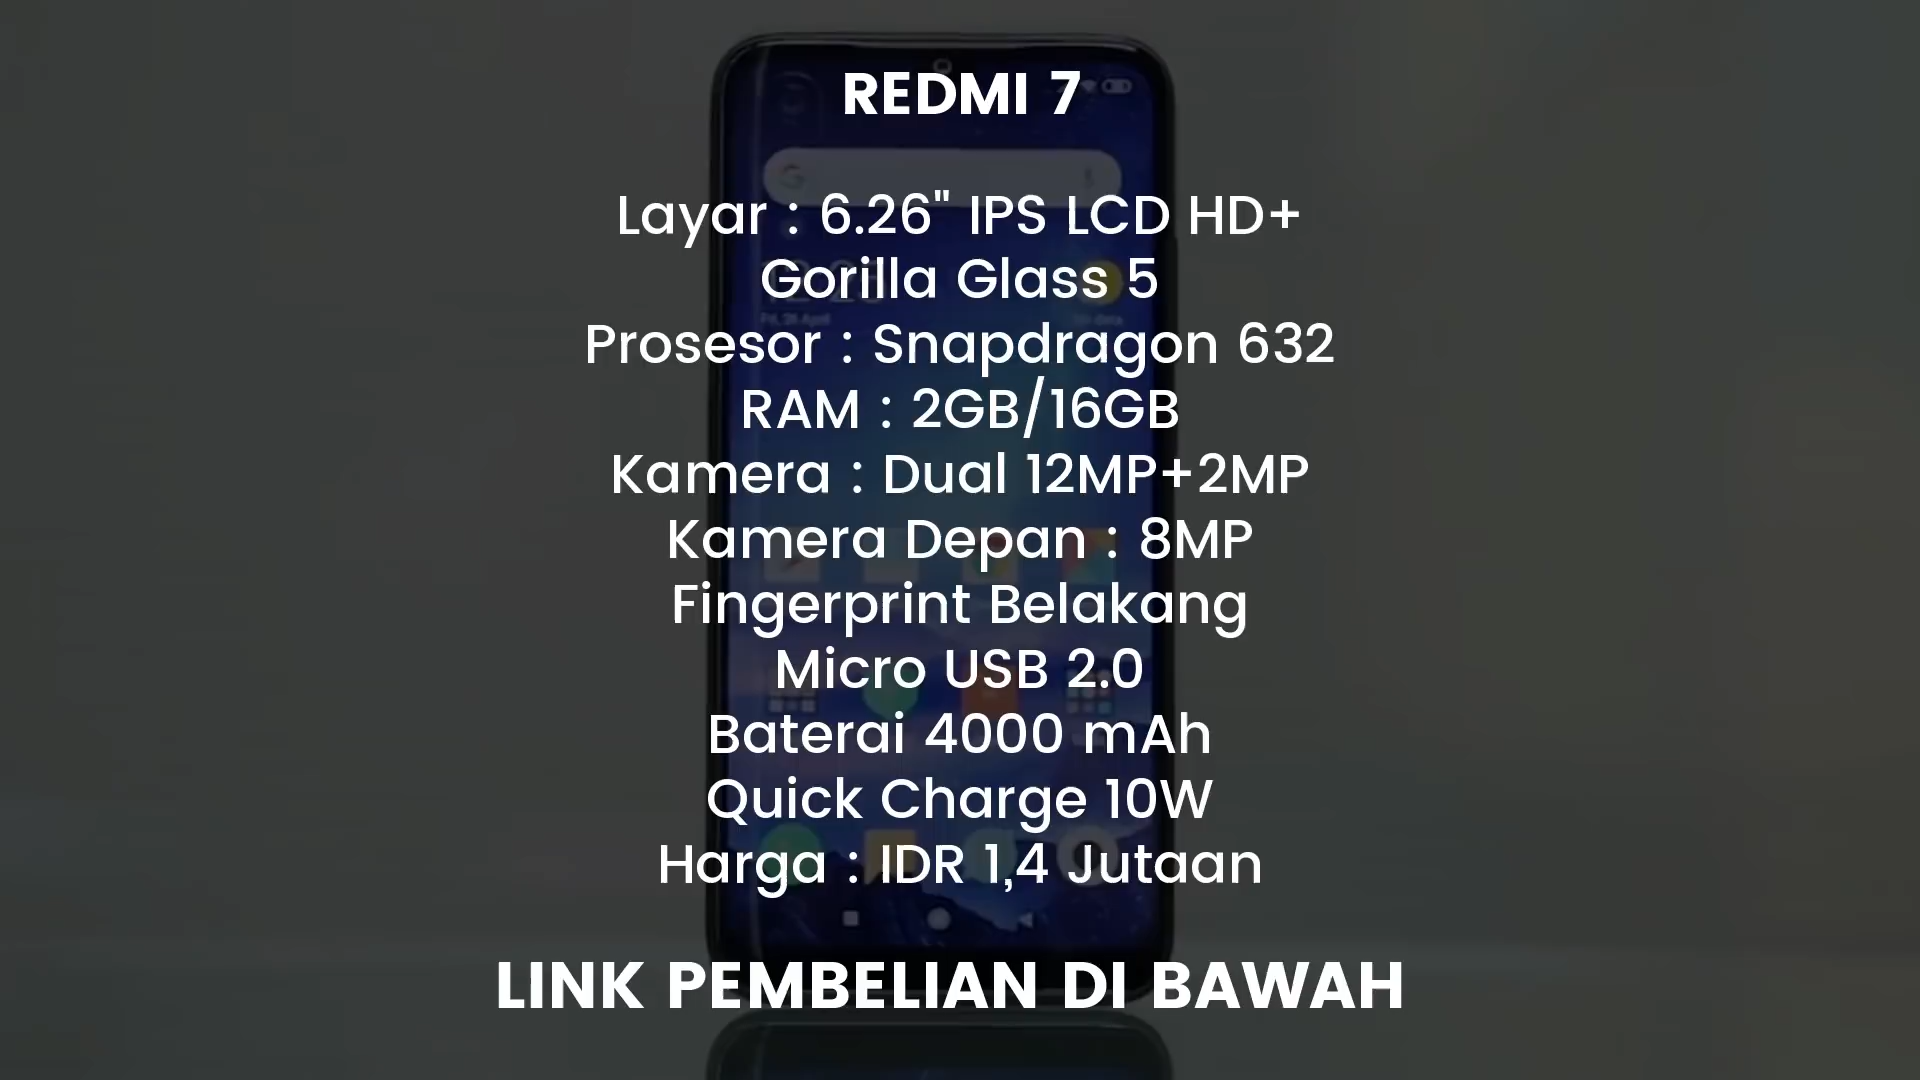 REDMI 7
Layar : 6.26" IPS LCD HD+
Gorilla Glass 5
Prosesor : Snapdragon 632
RAM : 2GB/16GB
Kamera : Dual 12MP+2MP
Kamera Depan : 8MP
Fingerprint Belakang
Micro USB 2.0
Baterai 4000 mAh
Quick Charge 10W
Harga : IDR 1,4 Jutaan
LINK PEMBELIAN DI BAWAH